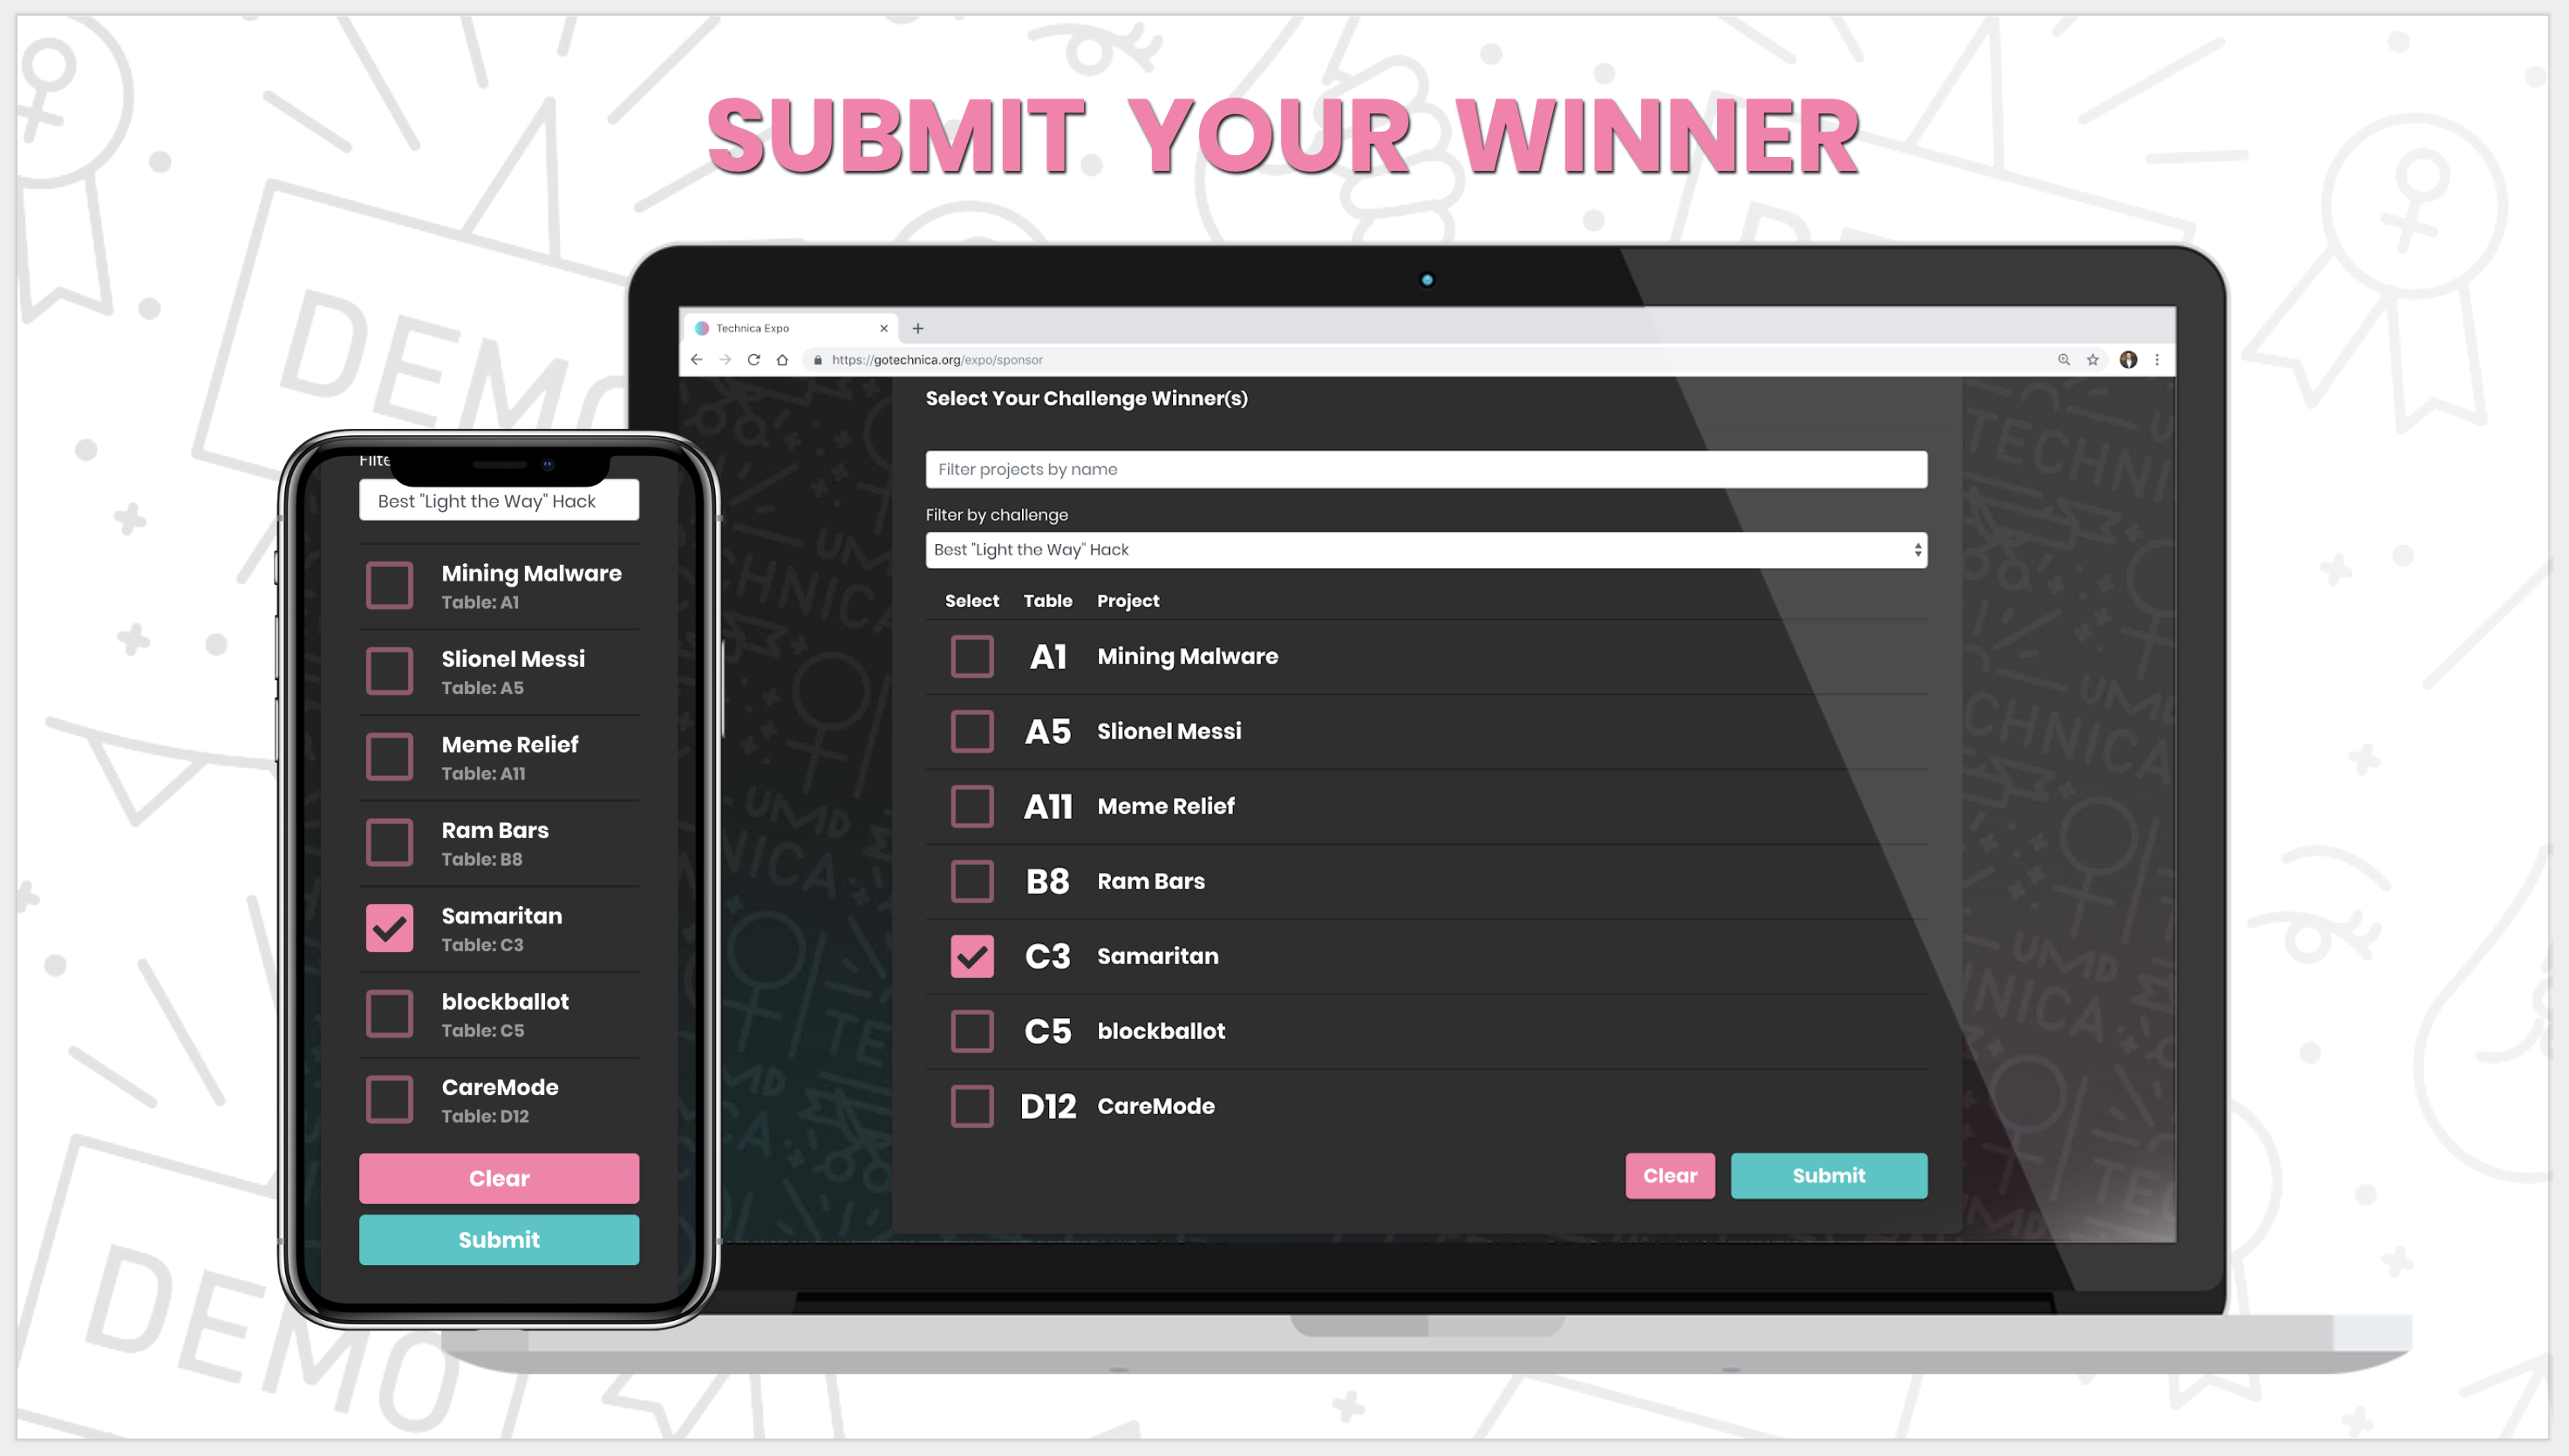 SUBMIT YOUR WINNER
DEMO
Technica Expo
https://gotechnica.org/expo/sponsor
Select Your Challenge Winner(s)
Filter projects by name
Filter by challenge
Best "Light the Way" Hack
Select Table Project
A1 Mining Malware
A5 Slionel Messi
A11 Meme Relief
B8 Ram Bars
C3 Samaritan
C5 blockballot
D12 CareMode
Clear Submit
Best "Light the Way" Hack
Mining Malware
Table: A1
Slionel Messi
Table: A5
Meme Relief
Table: A11
Ram Bars
Table: B8
Samaritan
Table: C3
blockballot
Table: C5
CareMode
Table: D12
Clear
Submit
DEMO